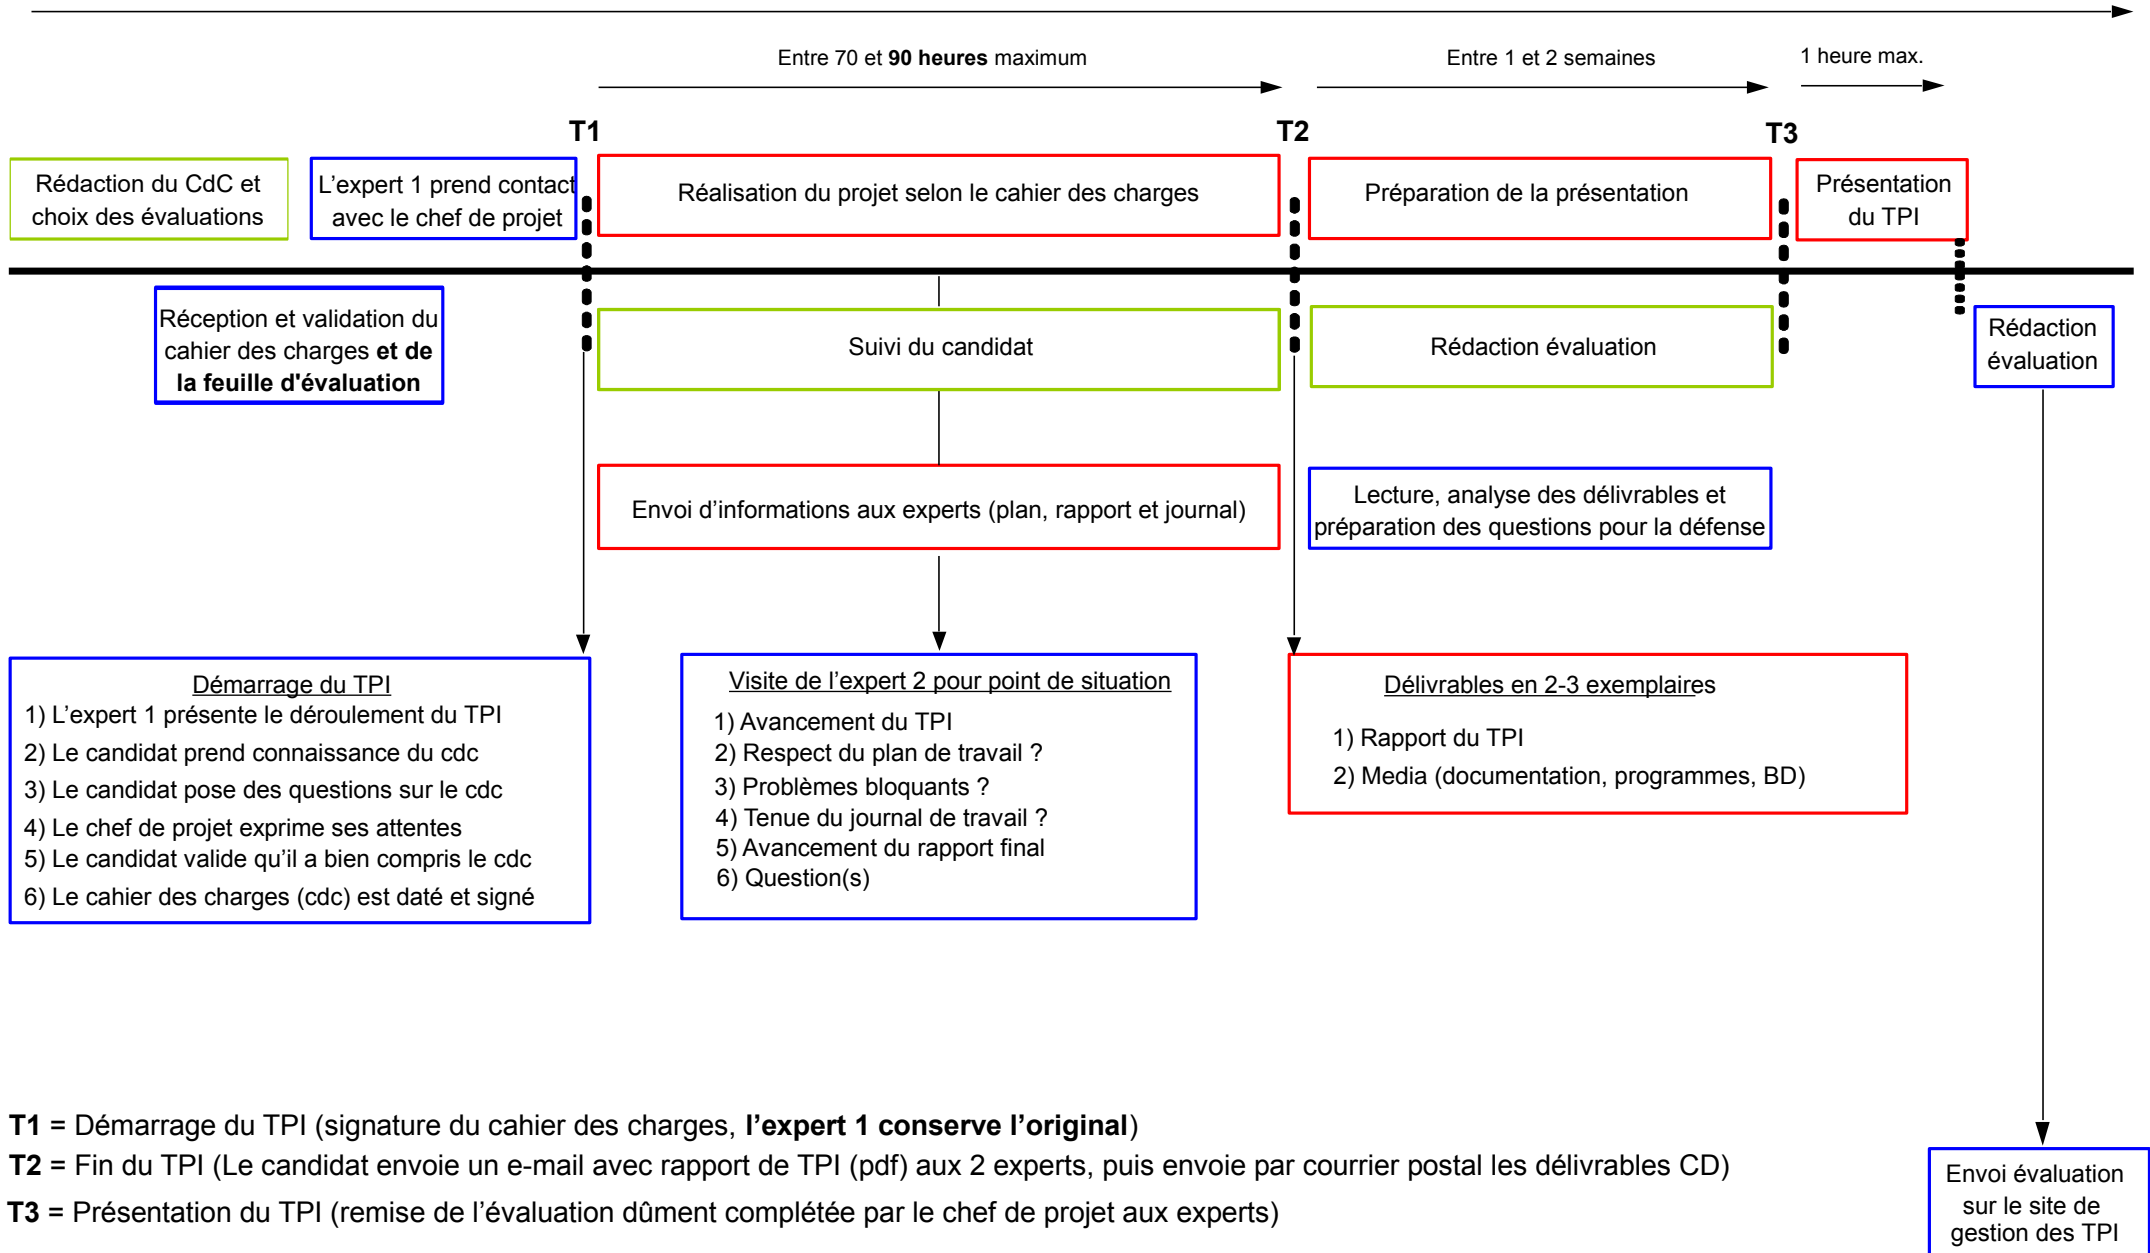 Entre 70 et 90 heures maximum
Entre 1 et 2 semaines
1 heure max.
T1
T2
T3
Rédaction du CdC et
choix des évaluations
L'expert 1 prend contact
avec le chef de projet
Réalisation du projet selon le cahier des charges
Préparation de la présentation
Présentation
du TPI
Réception et validation du
cahier des charges et de
la feuille d'évaluation
Suivi du candidat
Rédaction évaluation
Rédaction
évaluation
Envoi d’informations aux experts (plan, rapport et journal)
Lecture, analyse des délivrables et
préparation des questions pour la défense
Démarrage du TPI
1) L’expert 1 présente le déroulement du TPI
2) Le candidat prend connaissance du cdc
3) Le candidat pose des questions sur le cdc
4) Le chef de projet exprime ses attentes
5) Le candidat valide qu’il a bien compris le cdc
6) Le cahier des charges (cdc) est daté et signé
Visite de l’expert 2 pour point de situation
1) Avancement du TPI
2) Respect du plan de travail ?
3) Problèmes bloquants ?
4) Tenue du journal de travail ?
5) Avancement du rapport final
6) Question(s)
Délivrables en 2-3 exemplaires
1) Rapport du TPI
2) Media (documentation, programmes, BD)
T1 = Démarrage du TPI (signature du cahier des charges, l’expert 1 conserve l’original)
T2 = Fin du TPI (Le candidat envoie un e-mail avec rapport de TPI (pdf) aux 2 experts, puis envoie par courrier postal les délivrables CD)
T3 = Présentation du TPI (remise de l’évaluation dûment complétée par le chef de projet aux experts)
Envoi évaluation
sur le site de
gestion des TPI